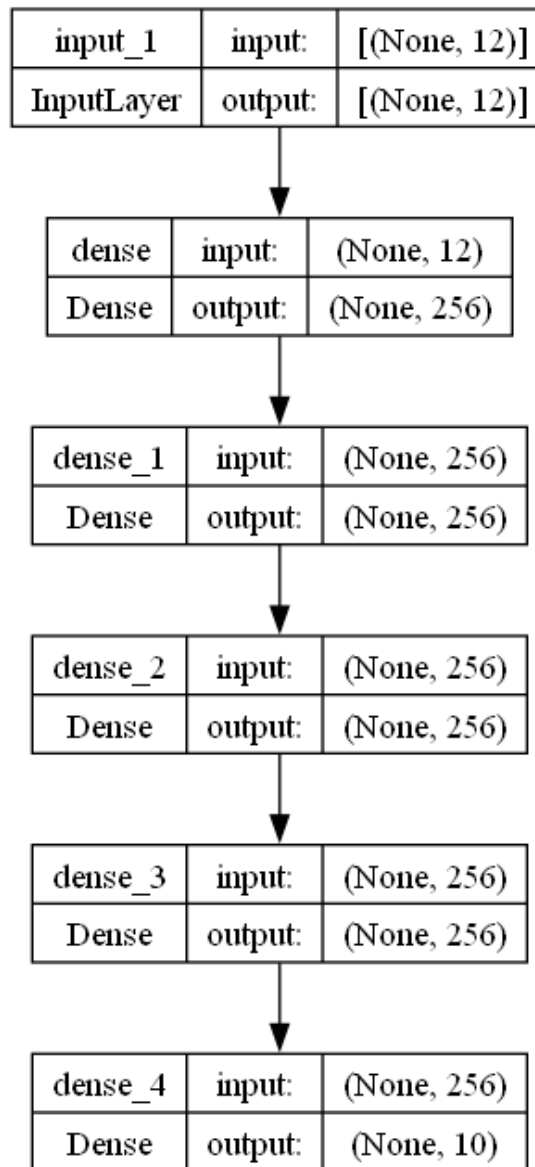 input_1 input: [(None, 12)]
InputLayer output: [(None, 12)]
dense input: (None, 12)
Dense output: (None, 256)
dense_1 input: (None, 256)
Dense output: (None, 256)
dense_2 input: (None, 256)
Dense output: (None, 256)
dense_3 input: (None, 256)
Dense output: (None, 256)
dense_4 input: (None, 256)
Dense output: (None, 10)